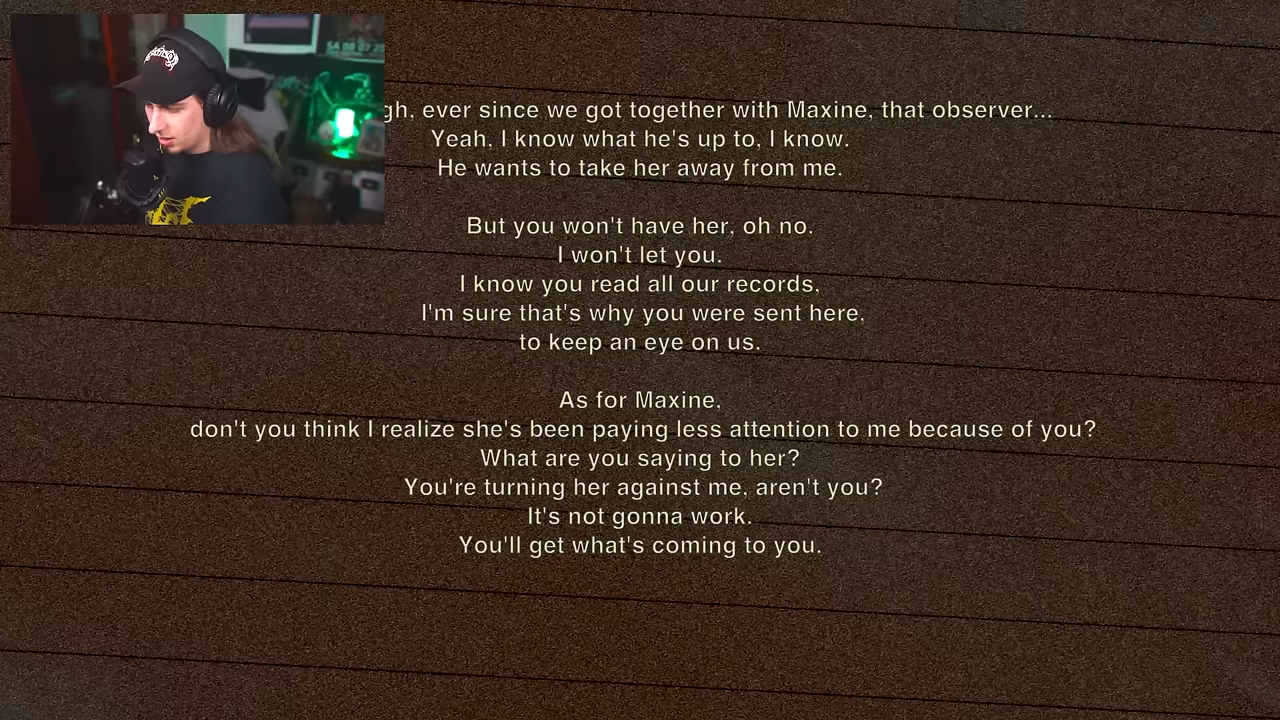 ever since we got together with Maxine, that observer...
Yeah, I know what he's up to, I know.
He wants to take her away from me.
But you won't have her, oh no.
I won't let you.
I know you read all our records,
I'm sure that's why you were sent here,
to keep an eye on us.
As for Maxine,
don't you think I realize she's been paying less attention to me because of you?
What are you saying to her?
You're turning her against me, aren't you?
It's not gonna work.
You'll get what's coming to you.